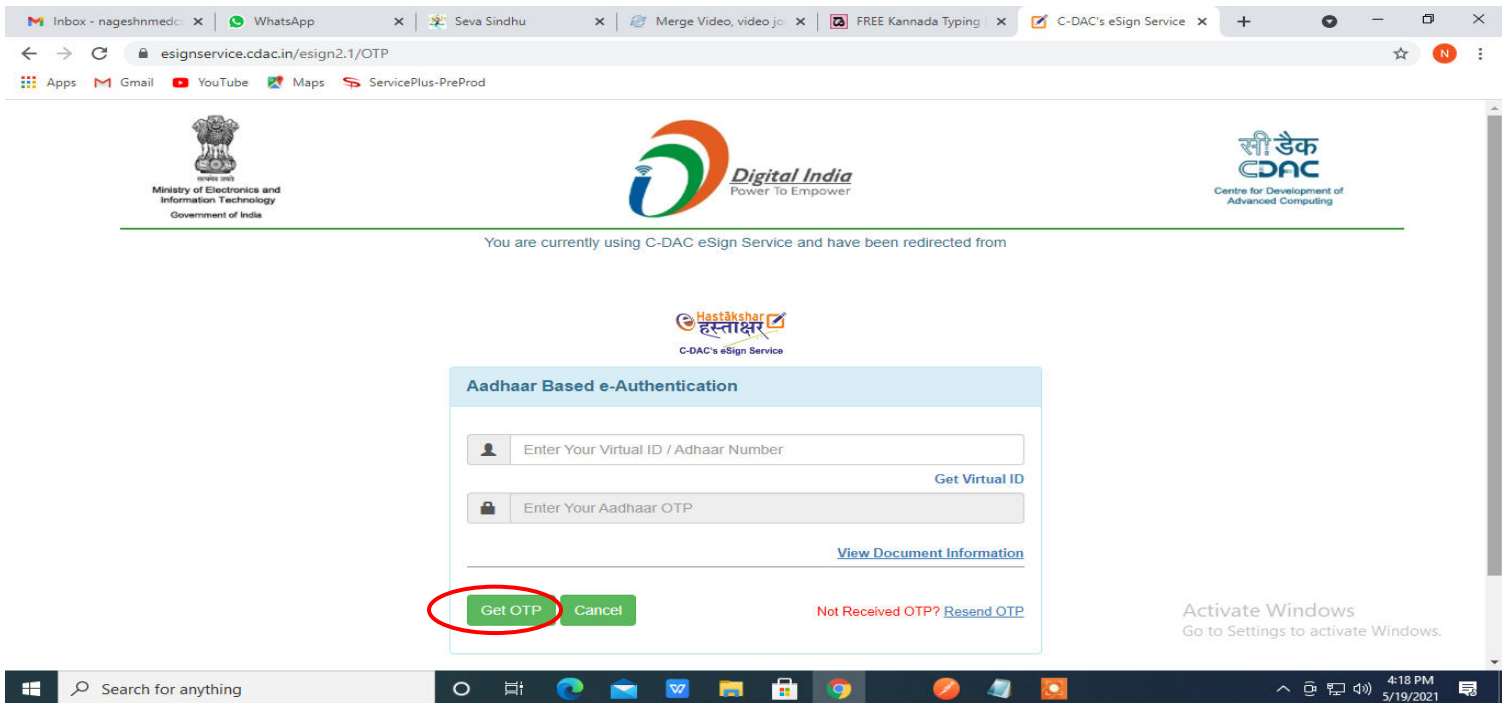 Inbox - nageshnmedcs
WhatsApp
Seva Sindhu
Merge Video, video joi
FREE Kannada Typing |
C-DAC's eSign Service
esignservice.cdac.in/esign2.1/OTP
N
Apps
Gmail
YouTube
Maps
ServicePlus-PreProd
सत्यमेव जयते
Ministry of Electronics and
Information Technology
Government of India
Digital India
Power To Empower
सी डैक
CDAC
Centre for Development of
Advanced Computing
You are currently using C-DAC eSign Service and have been redirected from
e Hastākshar
हस्ताक्षर
C-DAC's eSign Service
Aadhaar Based e-Authentication
Enter Your Virtual ID / Adhaar Number
Get Virtual ID
Enter Your Aadhaar OTP
View Document Information
Get OTP
Cancel
Not Received OTP? Resend OTP
Activate Windows
Go to Settings to activate Windows.
Search for anything
4:18 PM
5/19/2021